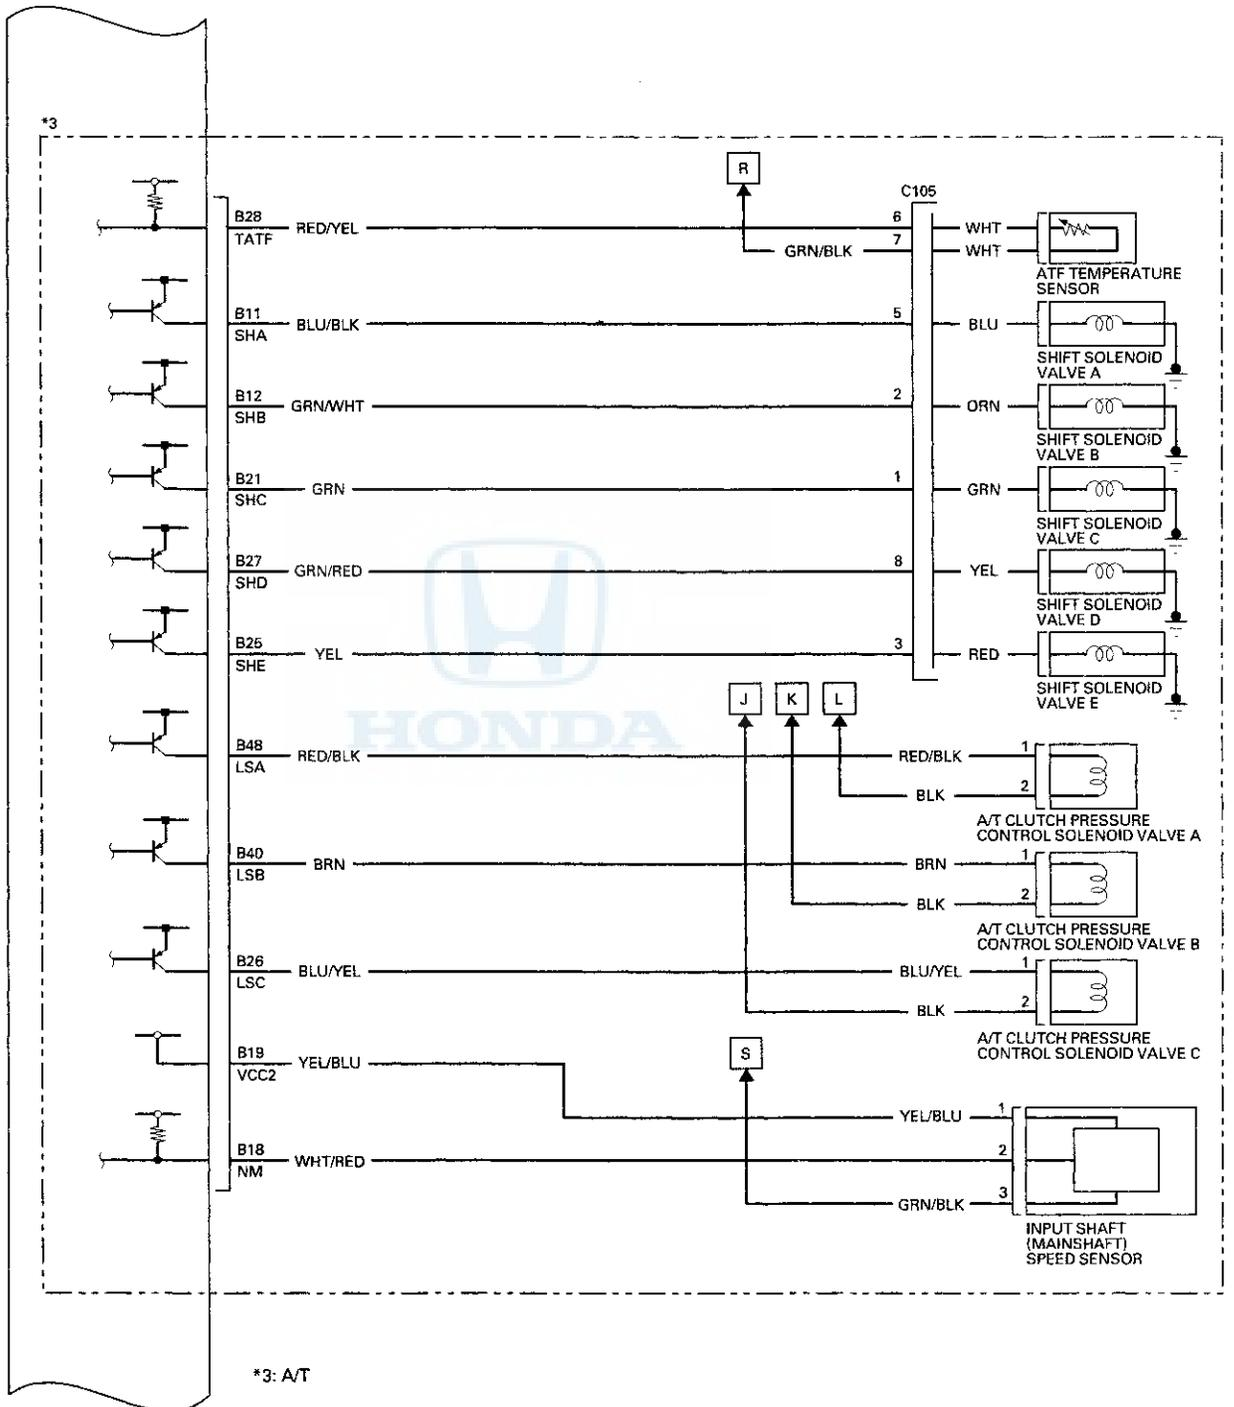 *3
R
C105
B28
TATF
RED/YEL
6
WHT
7
GRN/BLK
WHT
ATF TEMPERATURE
SENSOR
B11
SHA
BLU/BLK
5
BLU
SHIFT SOLENOID
VALVE A
B12
SHB
GRN/WHT
2
ORN
SHIFT SOLENOID
VALVE B
B21
SHC
GRN
1
GRN
SHIFT SOLENOID
VALVE C
B27
SHD
GRN/RED
8
YEL
SHIFT SOLENOID
VALVE D
B25
SHE
YEL
3
RED
SHIFT SOLENOID
VALVE E
J
K
L
HONDA
B48
LSA
RED/BLK
RED/BLK
1
BLK
2
A/T CLUTCH PRESSURE
CONTROL SOLENOID VALVE A
B40
LSB
BRN
BRN
1
BLK
2
A/T CLUTCH PRESSURE
CONTROL SOLENOID VALVE B
B26
LSC
BLU/YEL
BLU/YEL
1
BLK
2
A/T CLUTCH PRESSURE
CONTROL SOLENOID VALVE C
B19
VCC2
YEL/BLU
S
YEL/BLU
1
B18
NM
WHT/RED
2
GRN/BLK
3
INPUT SHAFT
(MAINSHAFT)
SPEED SENSOR
*3: A/T